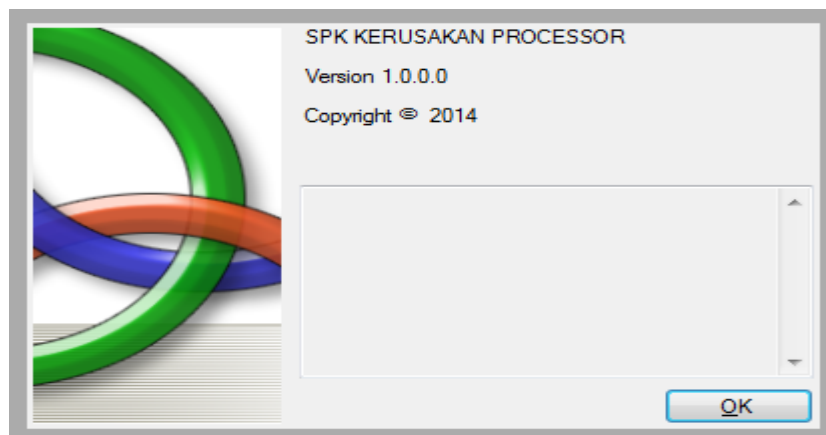 SPK KERUSAKAN PROCESSOR
Version 1.0.0.0
Copyright © 2014
OK